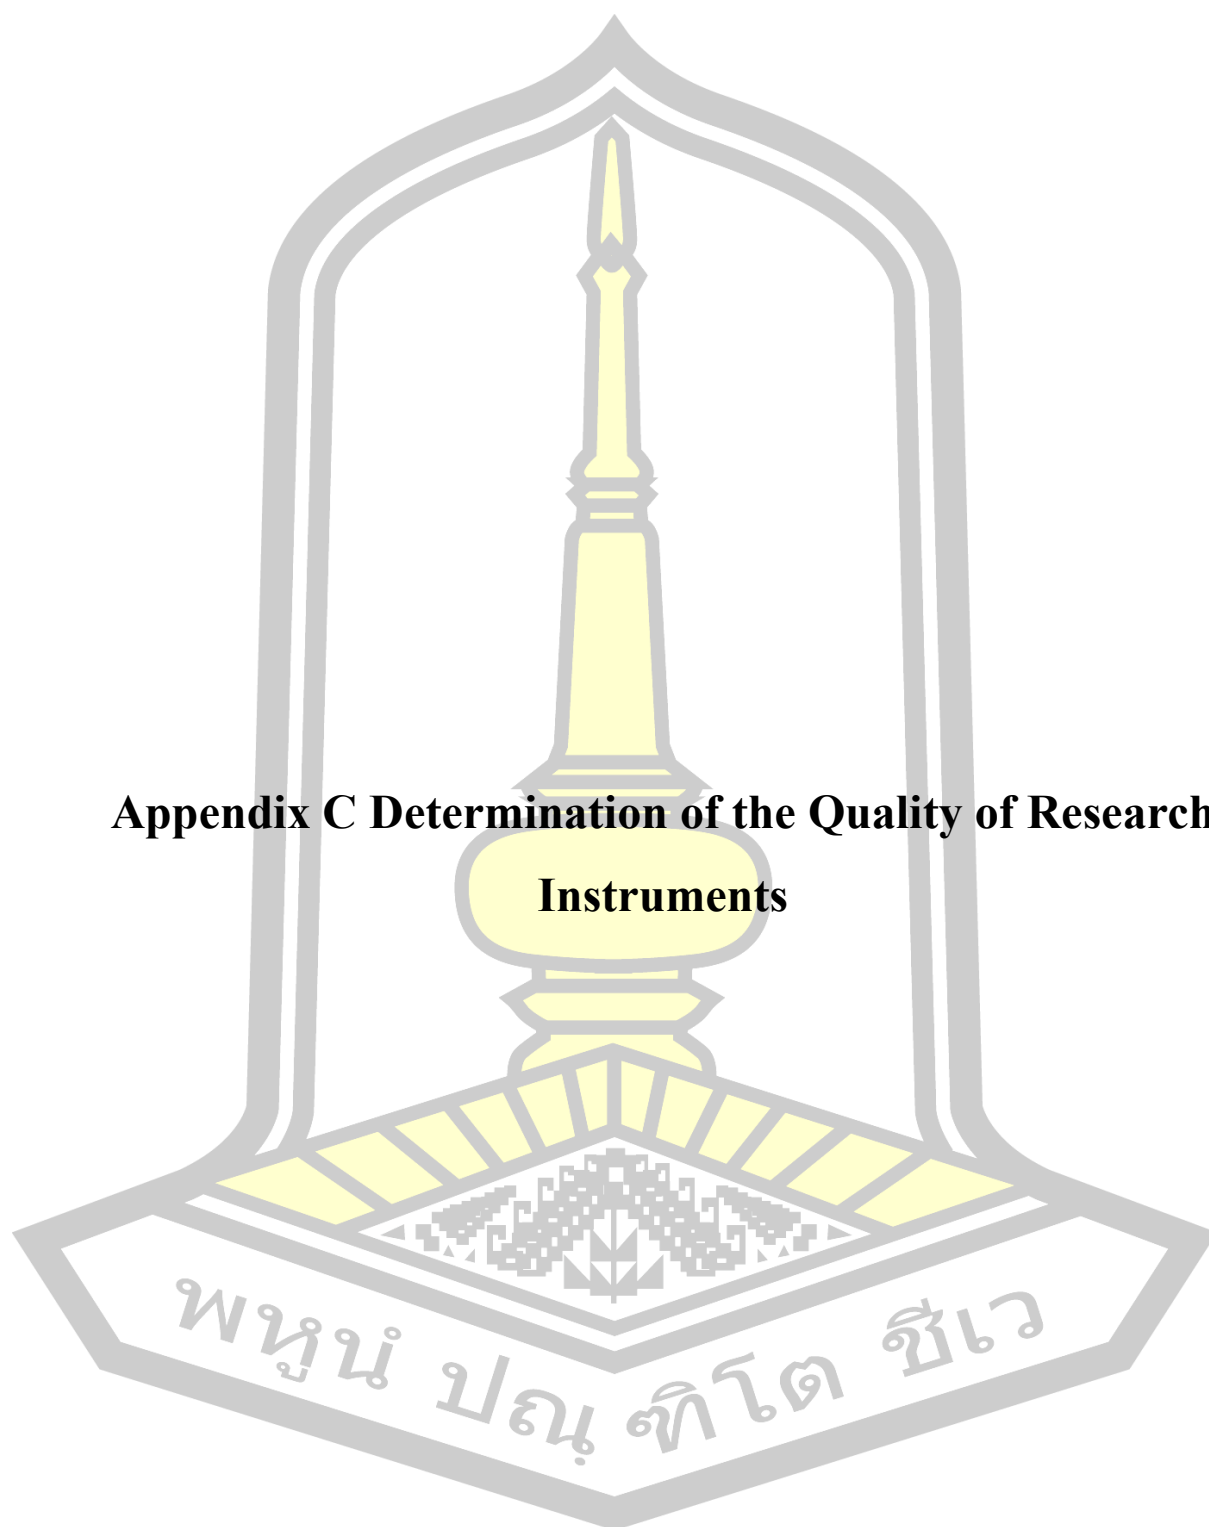 Appendix C Determination of the Quality of Research
Instruments
พหูนํ ปณฺฑิโต ชีเว